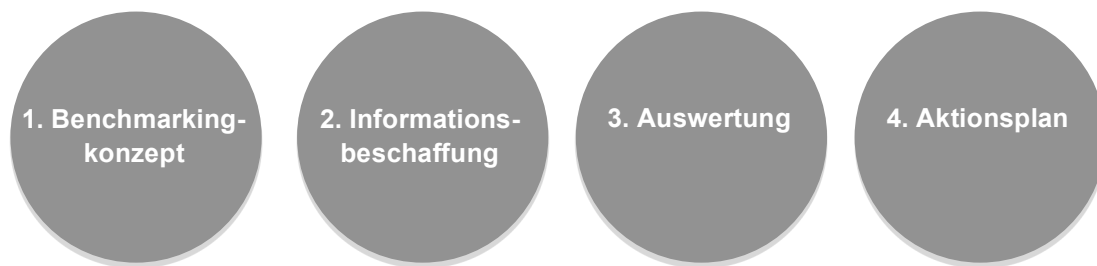 1. Benchmarking-
konzept
2. Informations-
beschaffung
3. Auswertung
4. Aktionsplan